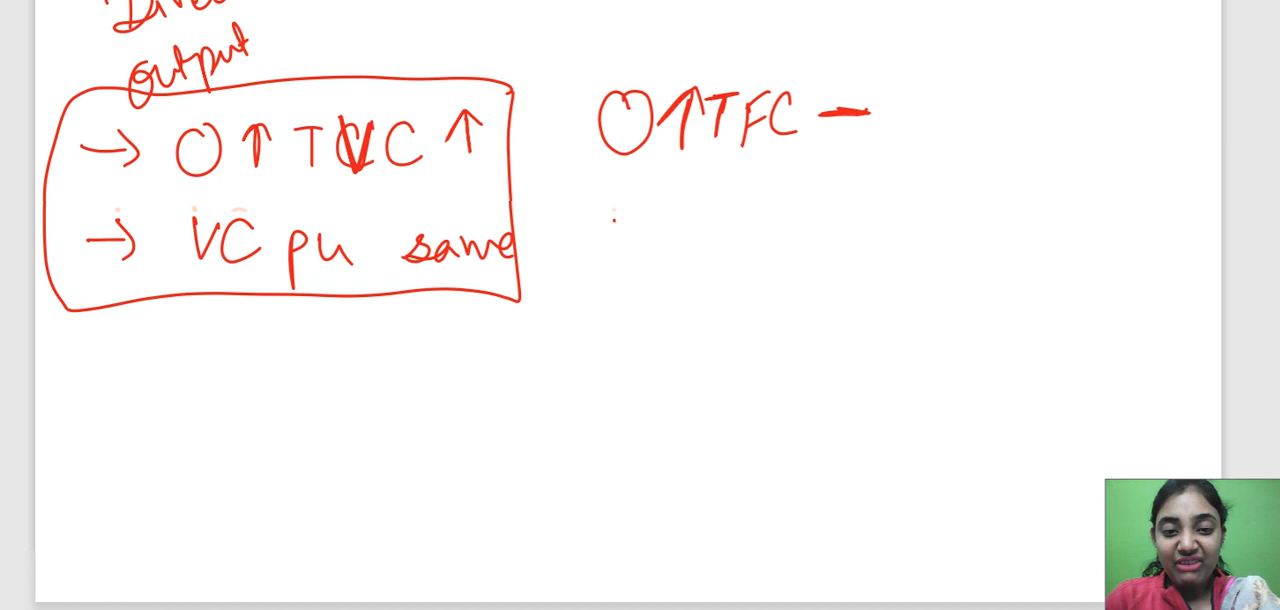 output
→ O ↑ TVC ↑
→ VC pu same
O ↑ TFC –